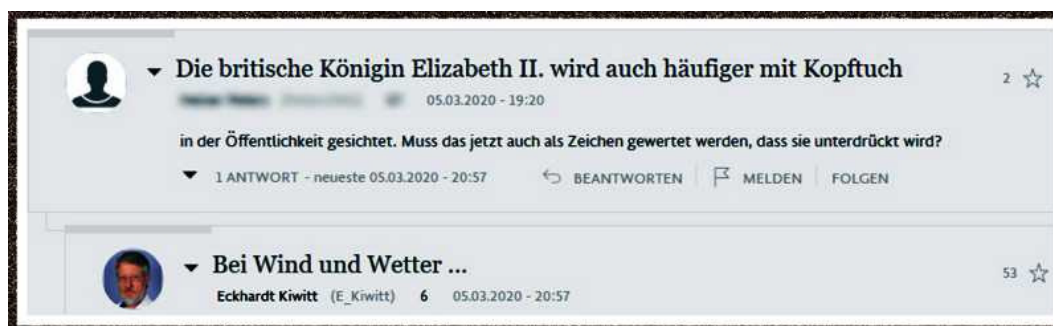 Die britische Königin Elizabeth II. wird auch häufiger mit Kopftuch
2
05.03.2020 - 19:20
in der Öffentlichkeit gesichtet. Muss das jetzt auch als Zeichen gewertet werden, dass sie unterdrückt wird?
1 ANTWORT - neueste 05.03.2020 - 20:57 BEANTWORTEN MELDEN FOLGEN
Bei Wind und Wetter ...
53
Eckhardt Kiwitt (E_Kiwitt) 6 05.03.2020 - 20:57